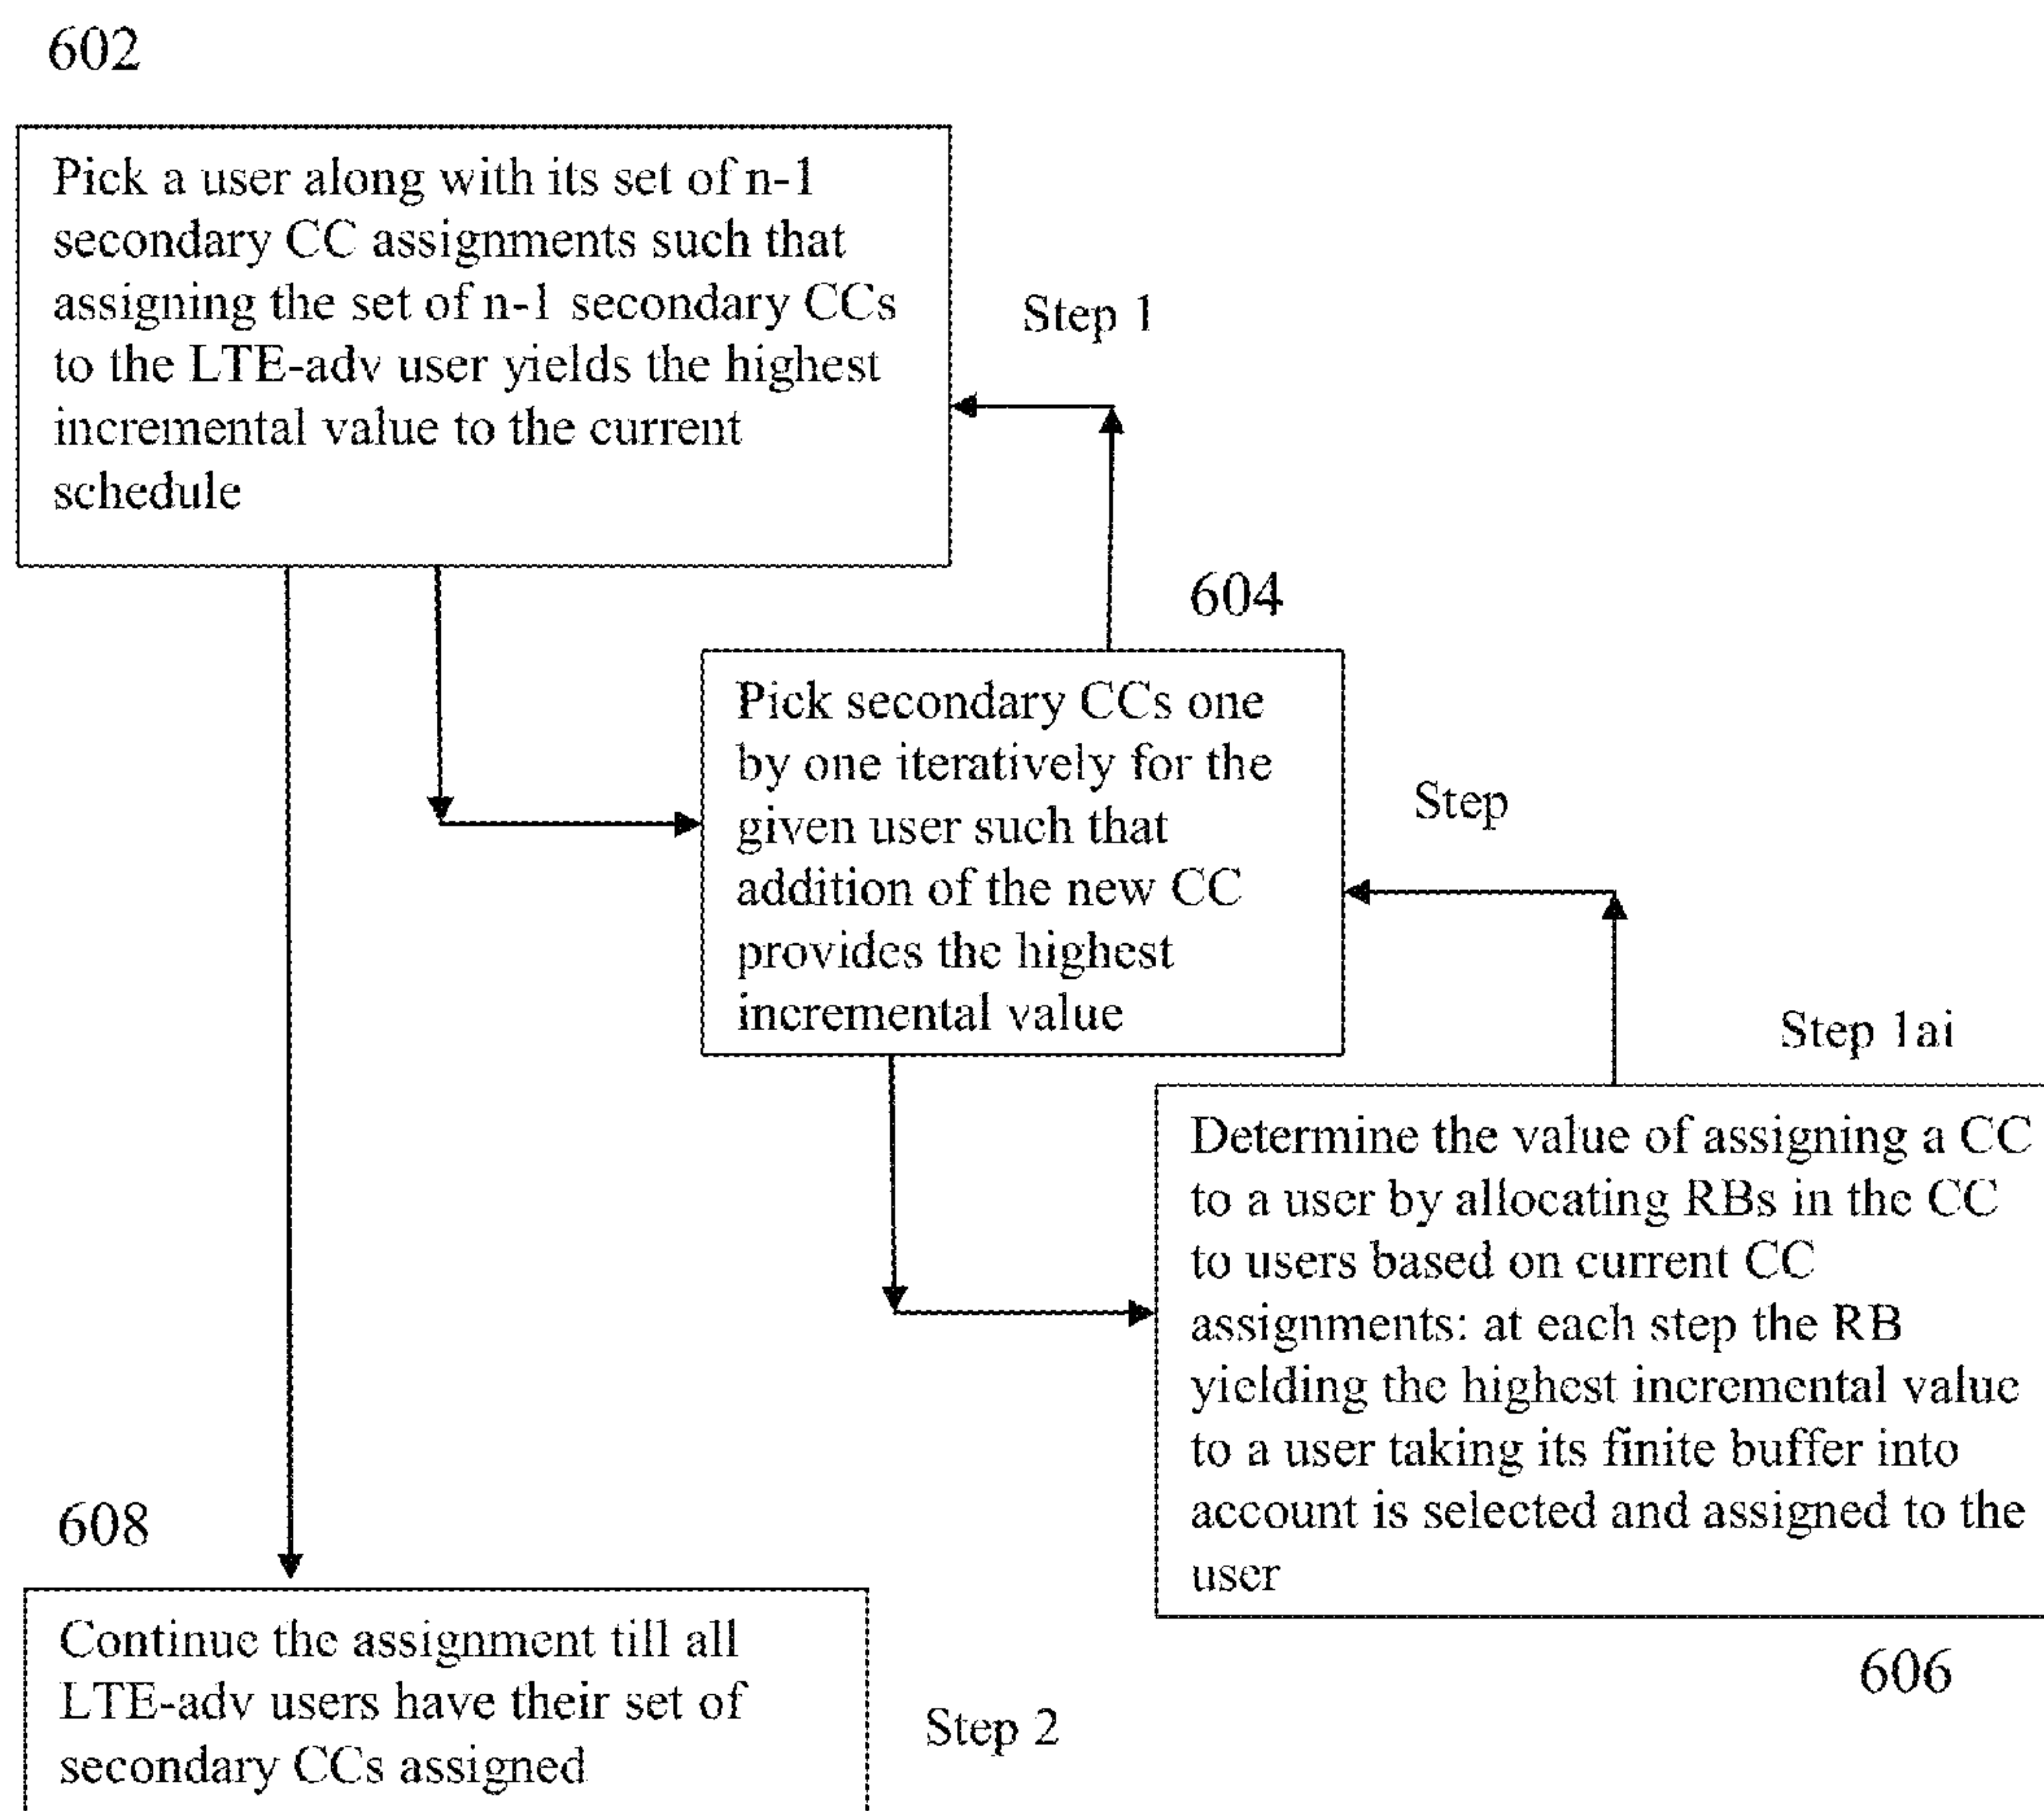 602
Pick a user along with its set of n-1
secondary CC assignments such that
assigning the set of n-1 secondary CCs
to the LTE-adv user yields the highest
incremental value to the current
schedule
Step 1
604
Pick secondary CCs one
by one iteratively for the
given user such that
addition of the new CC
provides the highest
incremental value
Step
Step 1ai
Determine the value of assigning a CC
to a user by allocating RBs in the CC
to users based on current CC
assignments: at each step the RB
yielding the highest incremental value
to a user taking its finite buffer into
account is selected and assigned to the
user
606
608
Continue the assignment till all
LTE-adv users have their set of
secondary CCs assigned
Step 2